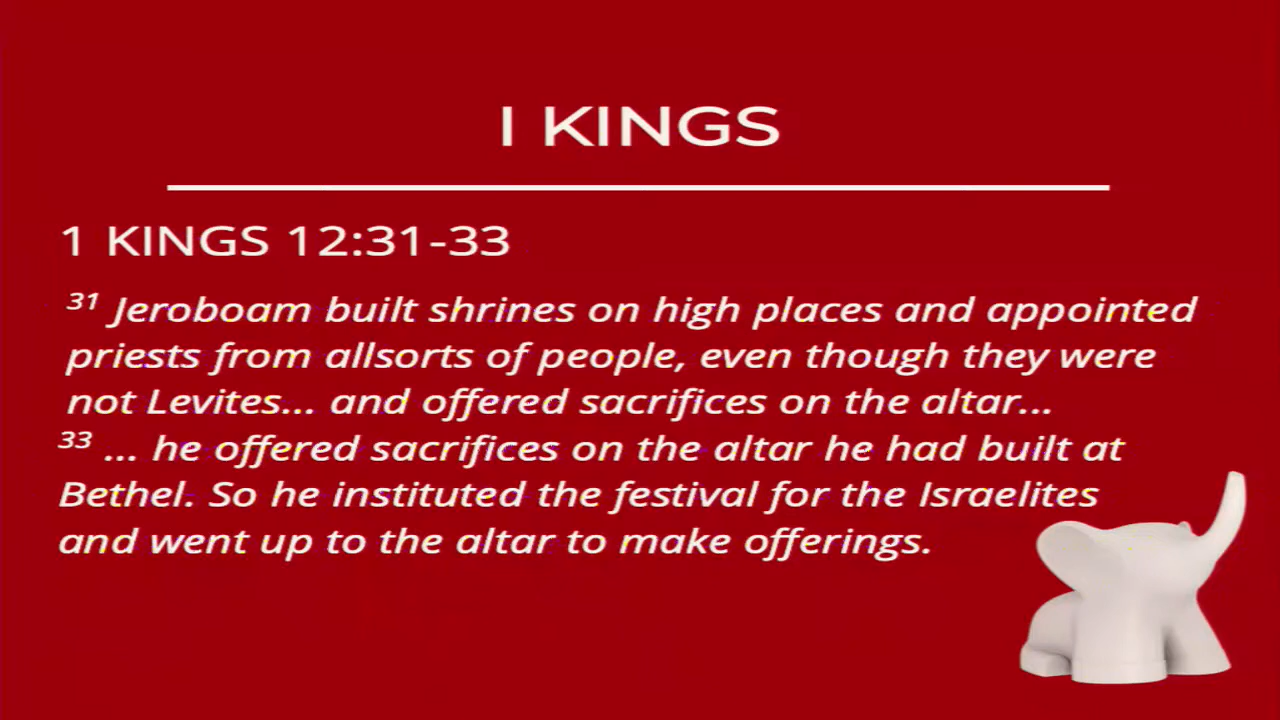 I KINGS
1 KINGS 12:31-33
31 Jeroboam built shrines on high places and appointed
priests from allsorts of people, even though they were
not Levites... and offered sacrifices on the altar...
33 ... he offered sacrifices on the altar he had built at
Bethel. So he instituted the festival for the Israelites
and went up to the altar to make offerings.